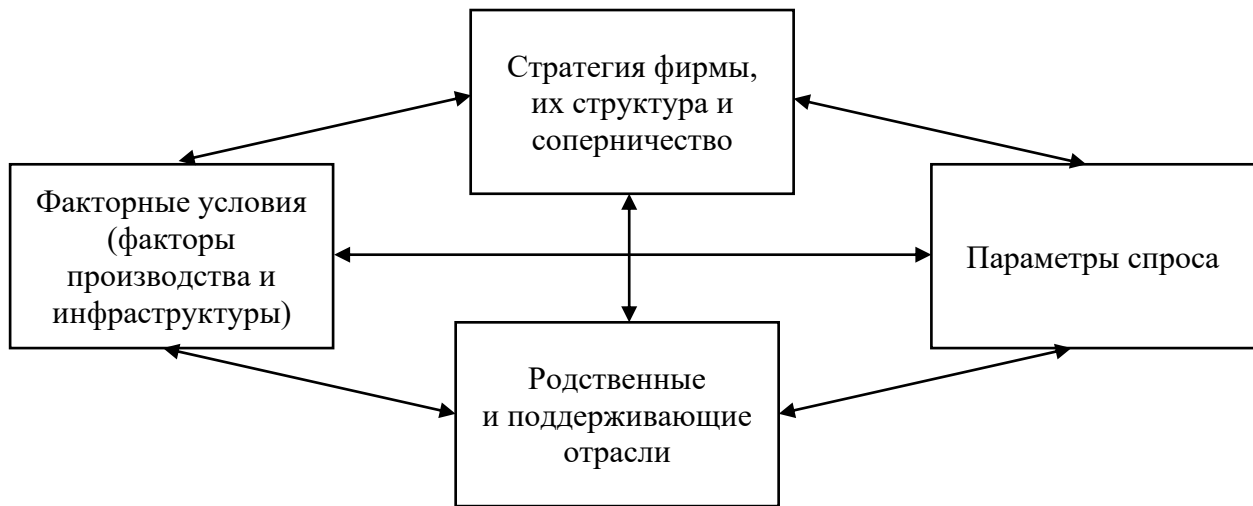 Стратегия фирмы,
их структура и
соперничество
Факторные условия
(факторы
производства и
инфраструктуры)
Параметры спроса
Родственные
и поддерживающие
отрасли